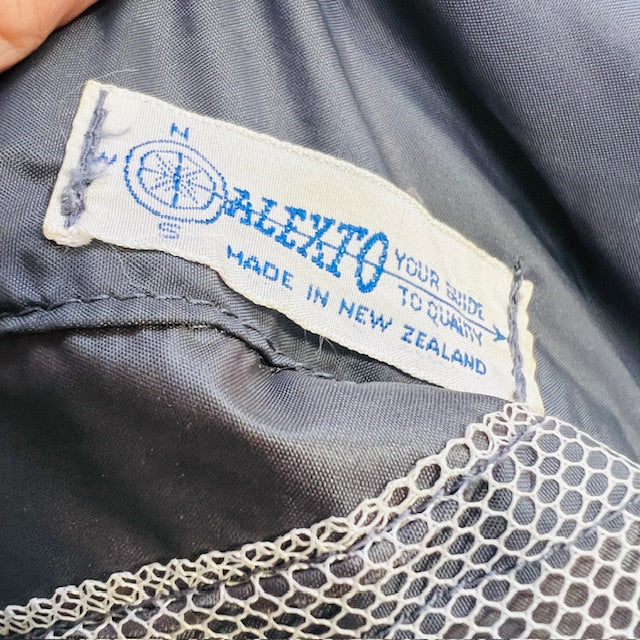 N
W
S
ALEXTO
YOUR GUIDE
TO QUALITY
MADE IN NEW ZEALAND